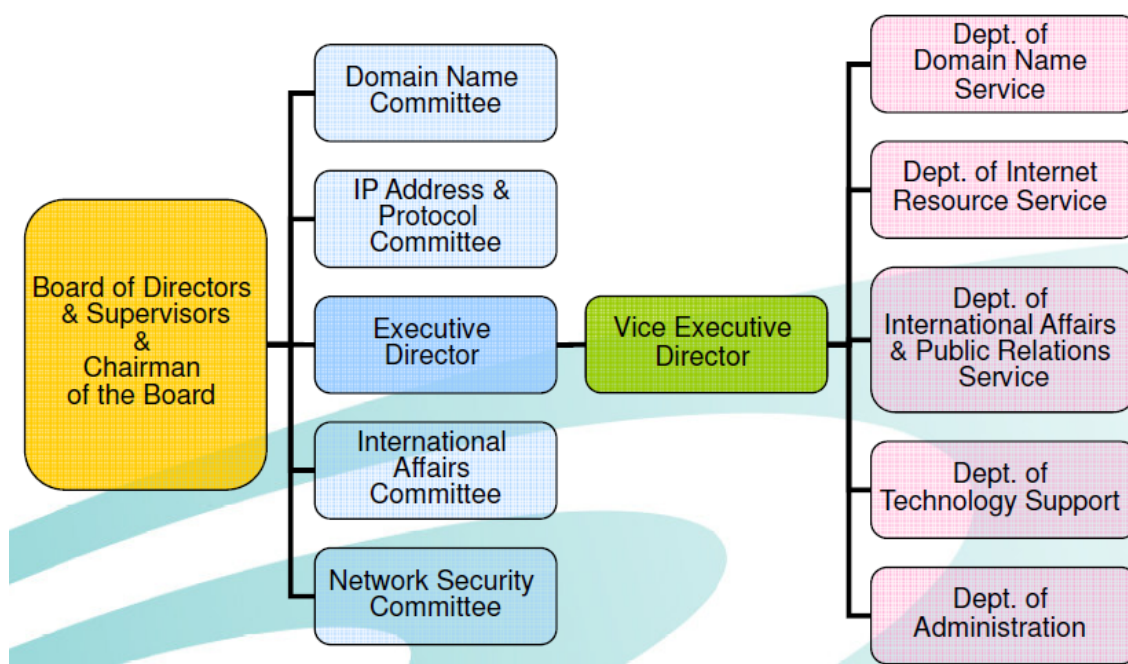 Board of Directors
& Supervisors
&
Chairman
of the Board
Domain Name
Committee
IP Address &
Protocol
Committee
Executive
Director
International
Affairs
Committee
Network Security
Committee
Vice Executive
Director
Dept. of
Domain Name
Service
Dept. of Internet
Resource Service
Dept. of
International Affairs
& Public Relations
Service
Dept. of
Technology Support
Dept. of
Administration